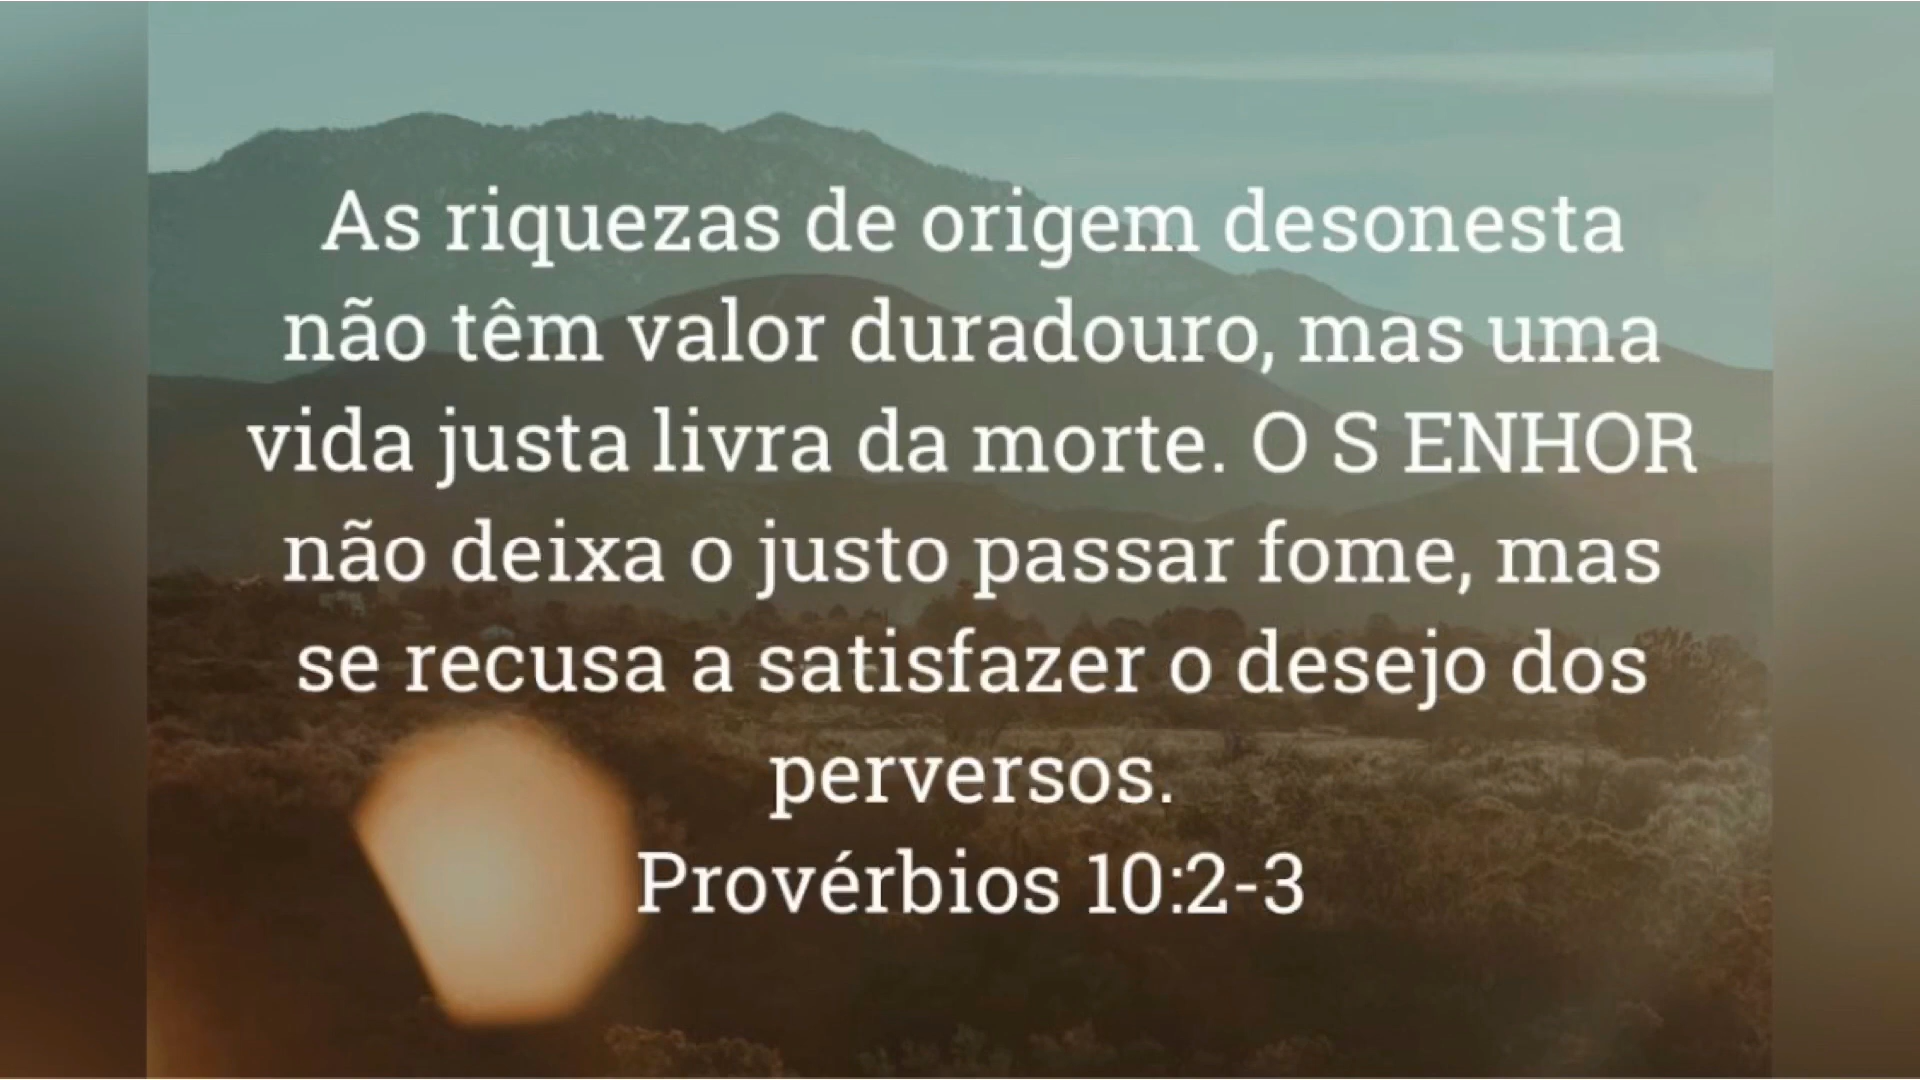 As riquezas de origem desonesta
não têm valor duradouro, mas uma
vida justa livra da morte. O S ENHOR
não deixa o justo passar fome, mas
se recusa a satisfazer o desejo dos
perversos.
Provérbios 10:2-3